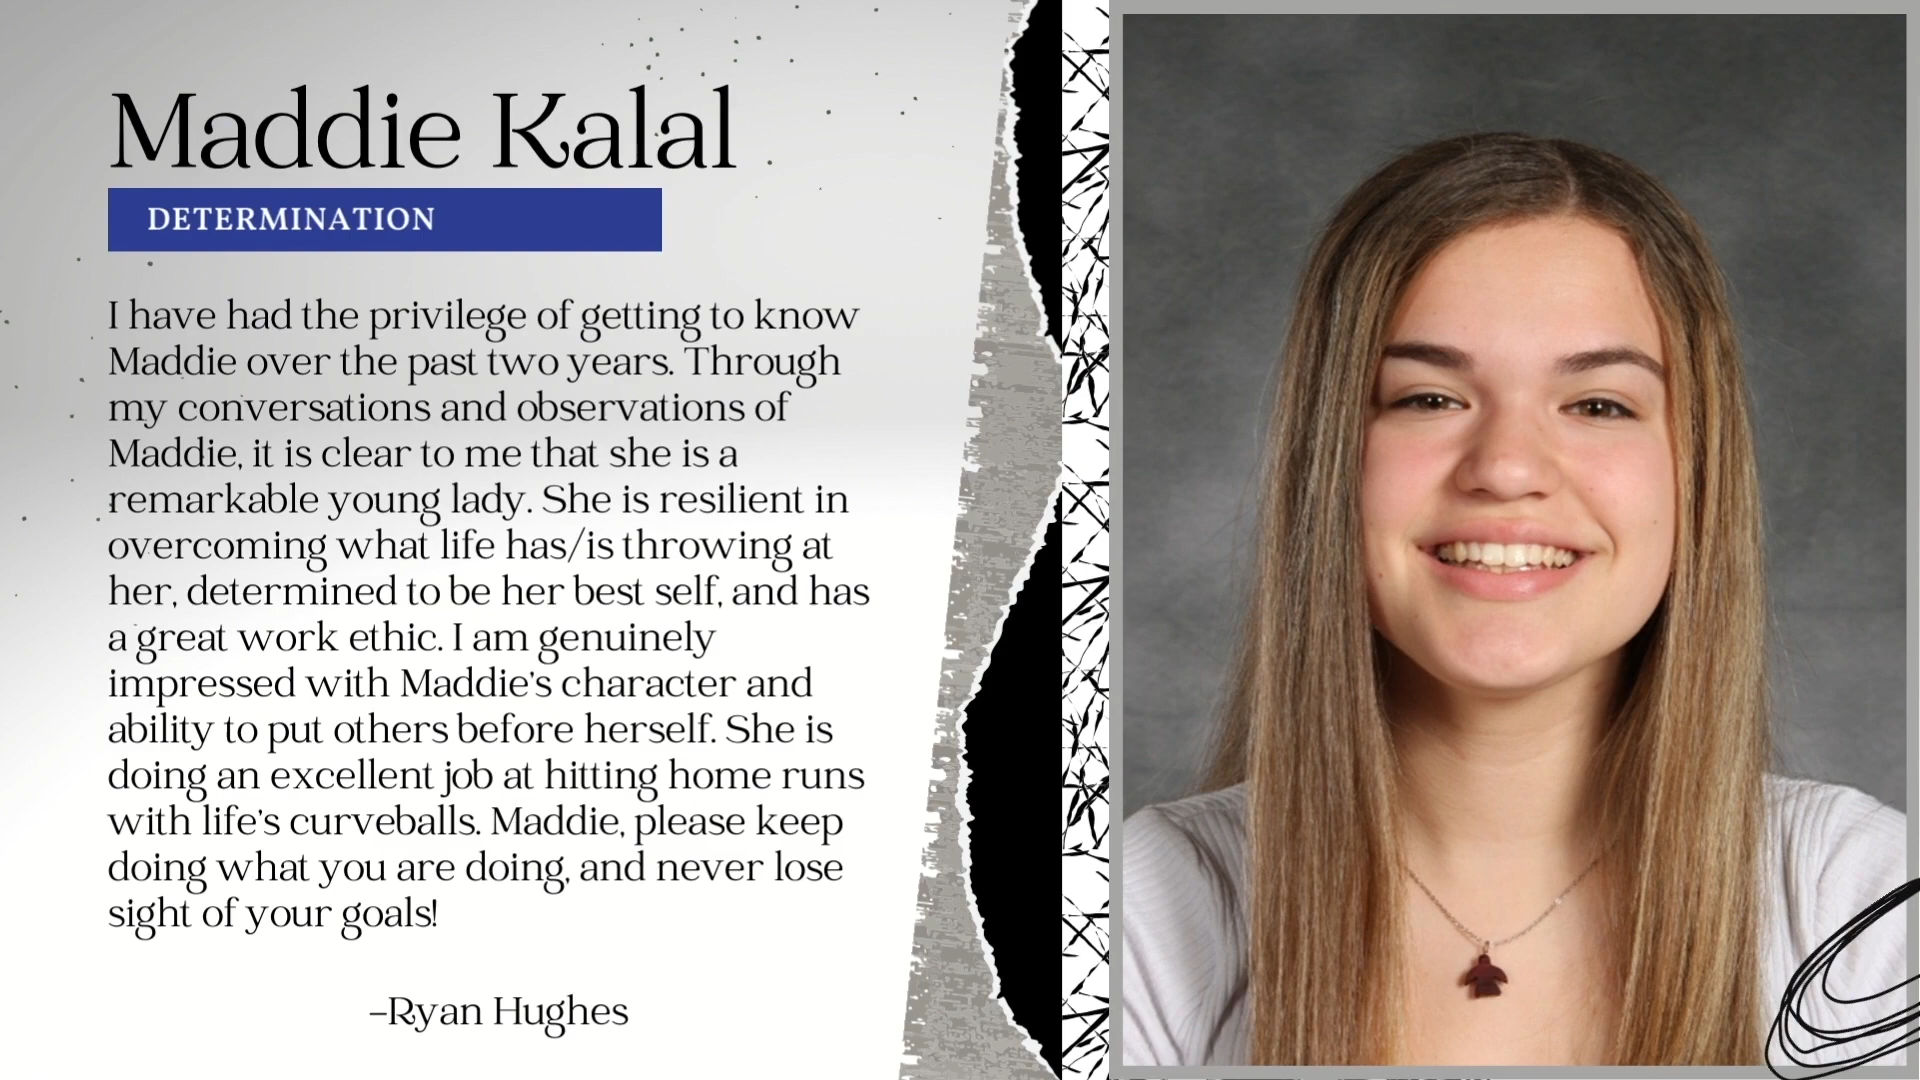 Maddie Kalal
DETERMINATION
I have had the privilege of getting to know
Maddie over the past two years. Through
my conversations and observations of
Maddie, it is clear to me that she is a
remarkable young lady. She is resilient in
overcoming what life has/is throwing at
her, determined to be her best self, and has
a great work ethic. I am genuinely
impressed with Maddie's character and
ability to put others before herself. She is
doing an excellent job at hitting home runs
with life's curveballs. Maddie, please keep
doing what you are doing, and never lose
sight of your goals!
-Ryan Hughes